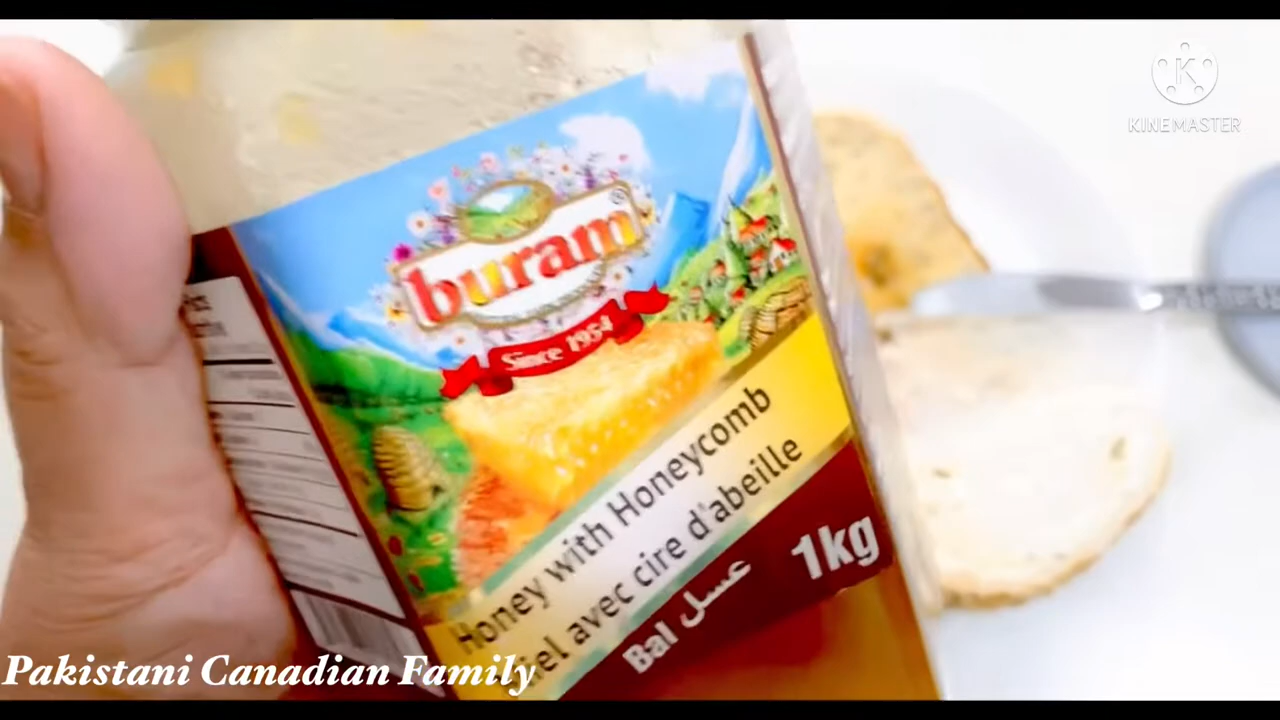 KINEMASTER
buram
Since 1954
Honey with Honeycomb
Miel avec cire d'abeille
Bal عسل
1kg
Pakistani Canadian Family